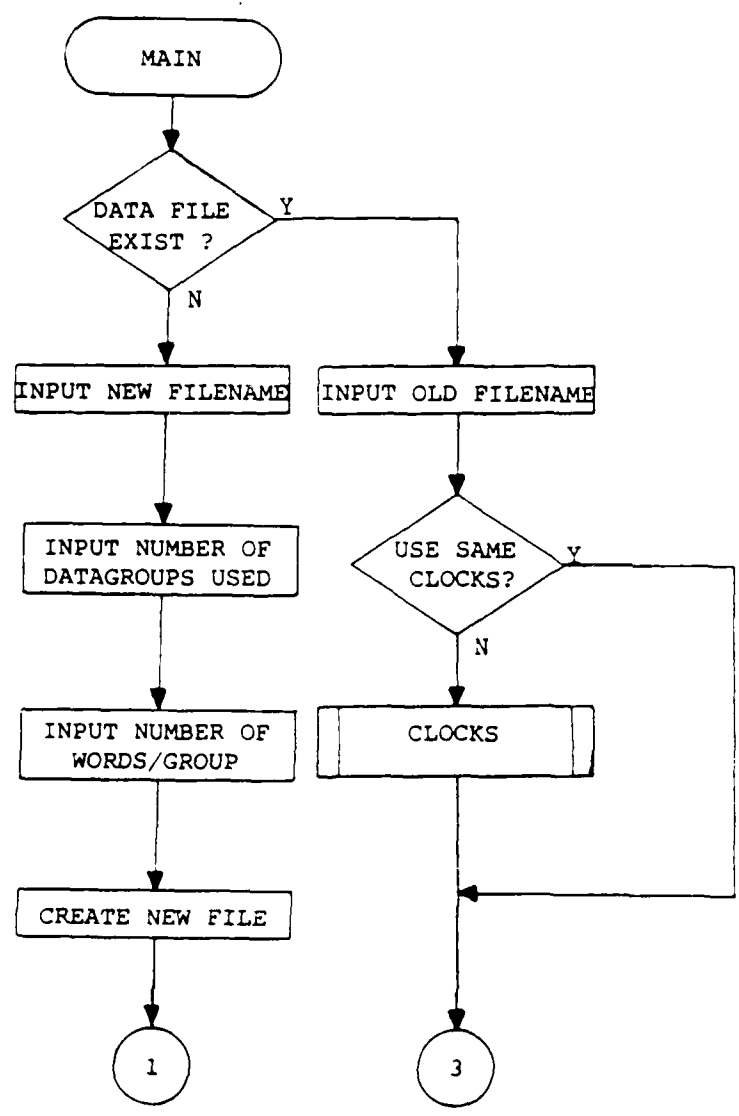 MAIN
DATA FILE
EXIST ?
Y
N
INPUT NEW FILENAME
INPUT OLD FILENAME
INPUT NUMBER OF
DATAGROUPS USED
USE SAME
CLOCKS?
Y
N
INPUT NUMBER OF
WORDS/GROUP
CLOCKS
CREATE NEW FILE
1
3